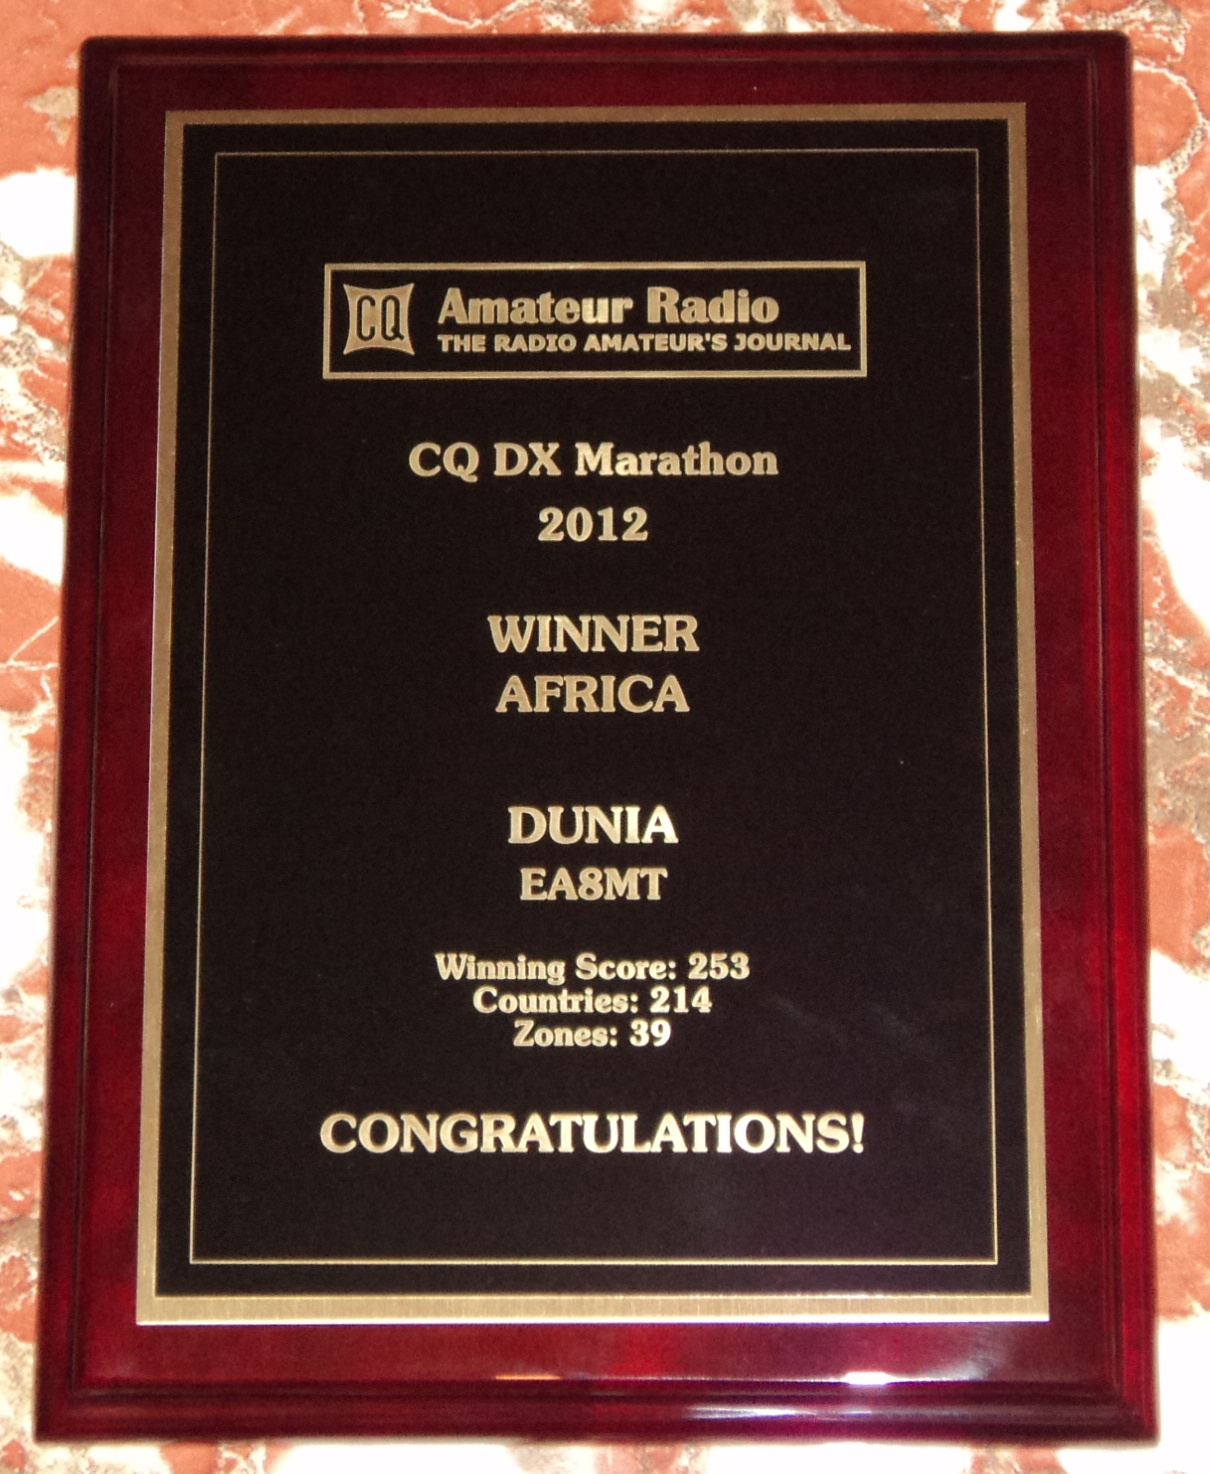 CQ Amateur Radio
THE RADIO AMATEUR'S JOURNAL
CQ DX Marathon
2012
WINNER
AFRICA
DUNIA
EA8MT
Winning Score: 253
Countries: 214
Zones: 39
CONGRATULATIONS!